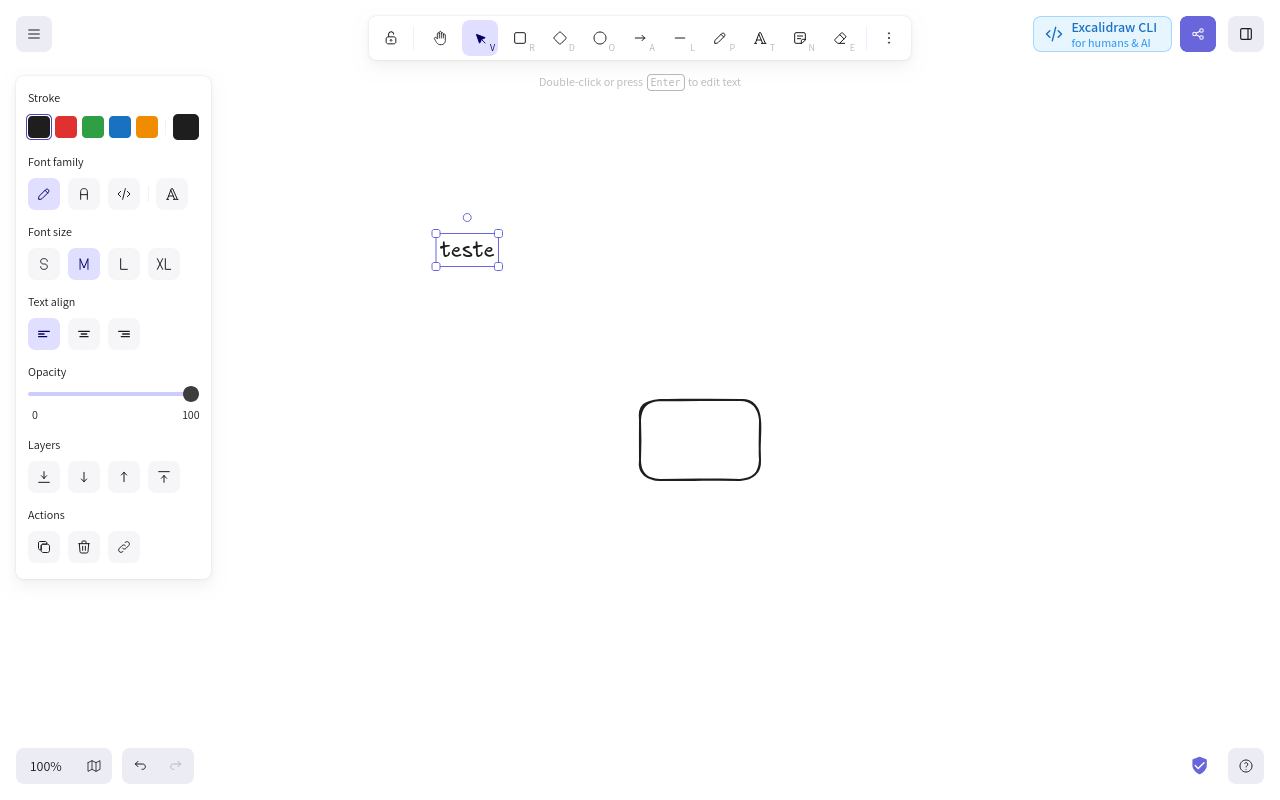 V
R
D
O
A
L
P
T
N
E
Excalidraw CLI
for humans & AI
Double-click or press Enter to edit text
Stroke
Font family
Font size
S M L XL
Text align
Opacity
0 100
Layers
Actions
teste
100%